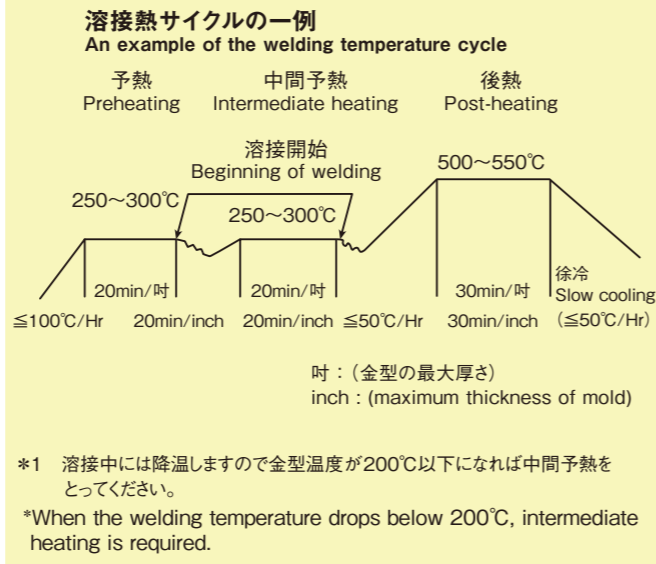 溶接熱サイクルの一例
An example of the welding temperature cycle
予熱 中間予熱 後熱
Preheating Intermediate heating Post-heating
溶接開始
Beginning of welding
500～550℃
250～300℃
250～300℃
20min/吋 20min/吋 30min/吋
徐冷
Slow cooling
≦100℃/Hr 20min/inch 20min/inch ≦50℃/Hr 30min/inch (≦50℃/Hr)
吋：（金型の最大厚さ）
inch : (maximum thickness of mold)
*1 溶接中には降温しますので金型温度が200℃以下になれば中間予熱を
とってください。
*When the welding temperature drops below 200℃, intermediate
heating is required.